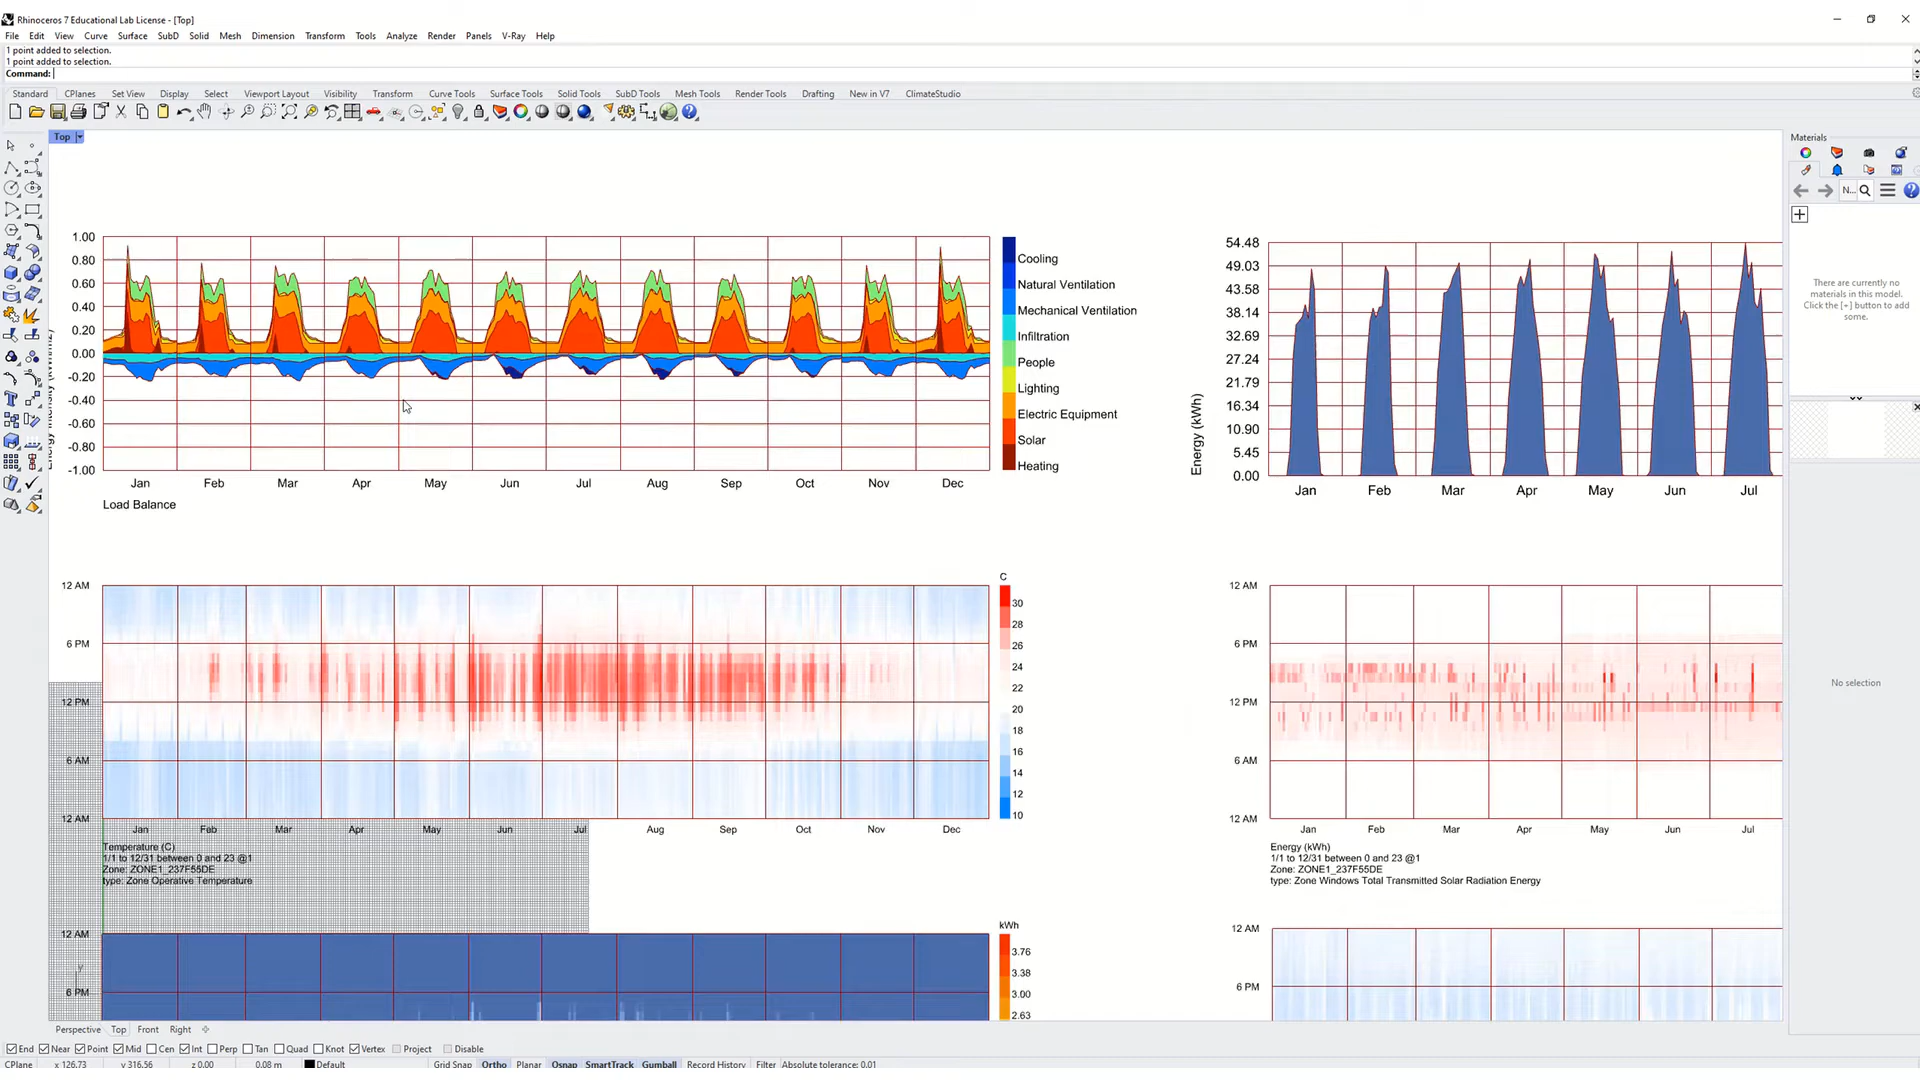 Rhinoceros 7 Educational Lab License - [Top]
File Edit View Curve Surface SubD Solid Mesh Dimension Transform Tools Analyze Render Panels V-Ray Help
1 point added to selection.
1 point added to selection.
Command:
Standard CPlanes Set View Display Select Viewport Layout Visibility Transform Curve Tools Surface Tools Solid Tools SubD Tools Mesh Tools Render Tools Drafting New in V7 ClimateStudio
Top
Materials
N...
There are currently no
materials in this model.
Click the [+] button to add
some.
No selection
1.00
0.80
0.60
0.40
0.20
0.00
-0.20
-0.40
-0.60
-0.80
-1.00
Jan Feb Mar Apr May Jun Jul Aug Sep Oct Nov Dec
Load Balance
Cooling
Natural Ventilation
Mechanical Ventilation
Infiltration
People
Lighting
Electric Equipment
Solar
Heating
Energy (kWh)
54.48
49.03
43.58
38.14
32.69
27.24
21.79
16.34
10.90
5.45
0.00
Jan Feb Mar Apr May Jun Jul
12 AM
6 PM
12 PM
6 AM
12 AM
Jan Feb Mar Apr May Jun Jul Aug Sep Oct Nov Dec
Temperature (C)
1/1 to 12/31 between 0 and 23 @1
Zone: ZONE1_237F55DE
type: Zone Operative Temperature
C
30
28
26
24
22
20
18
16
14
12
10
12 AM
6 PM
12 PM
6 AM
12 AM
Jan Feb Mar Apr May Jun Jul
Energy (kWh)
1/1 to 12/31 between 0 and 23 @1
Zone: ZONE1_237F55DE
type: Zone Windows Total Transmitted Solar Radiation Energy
12 AM
6 PM
y
kWh
3.76
3.38
3.00
2.63
12 AM
6 PM
Perspective Top Front Right
End Near Point Mid Cen Int Perp Tan Quad Knot Vertex Project Disable
CPlane x 126.73 y 316.56 z 0.00 0.08 m Default Grid Snap Ortho Planar Osnap SmartTrack Gumball Record History Filter Absolute tolerance: 0.01